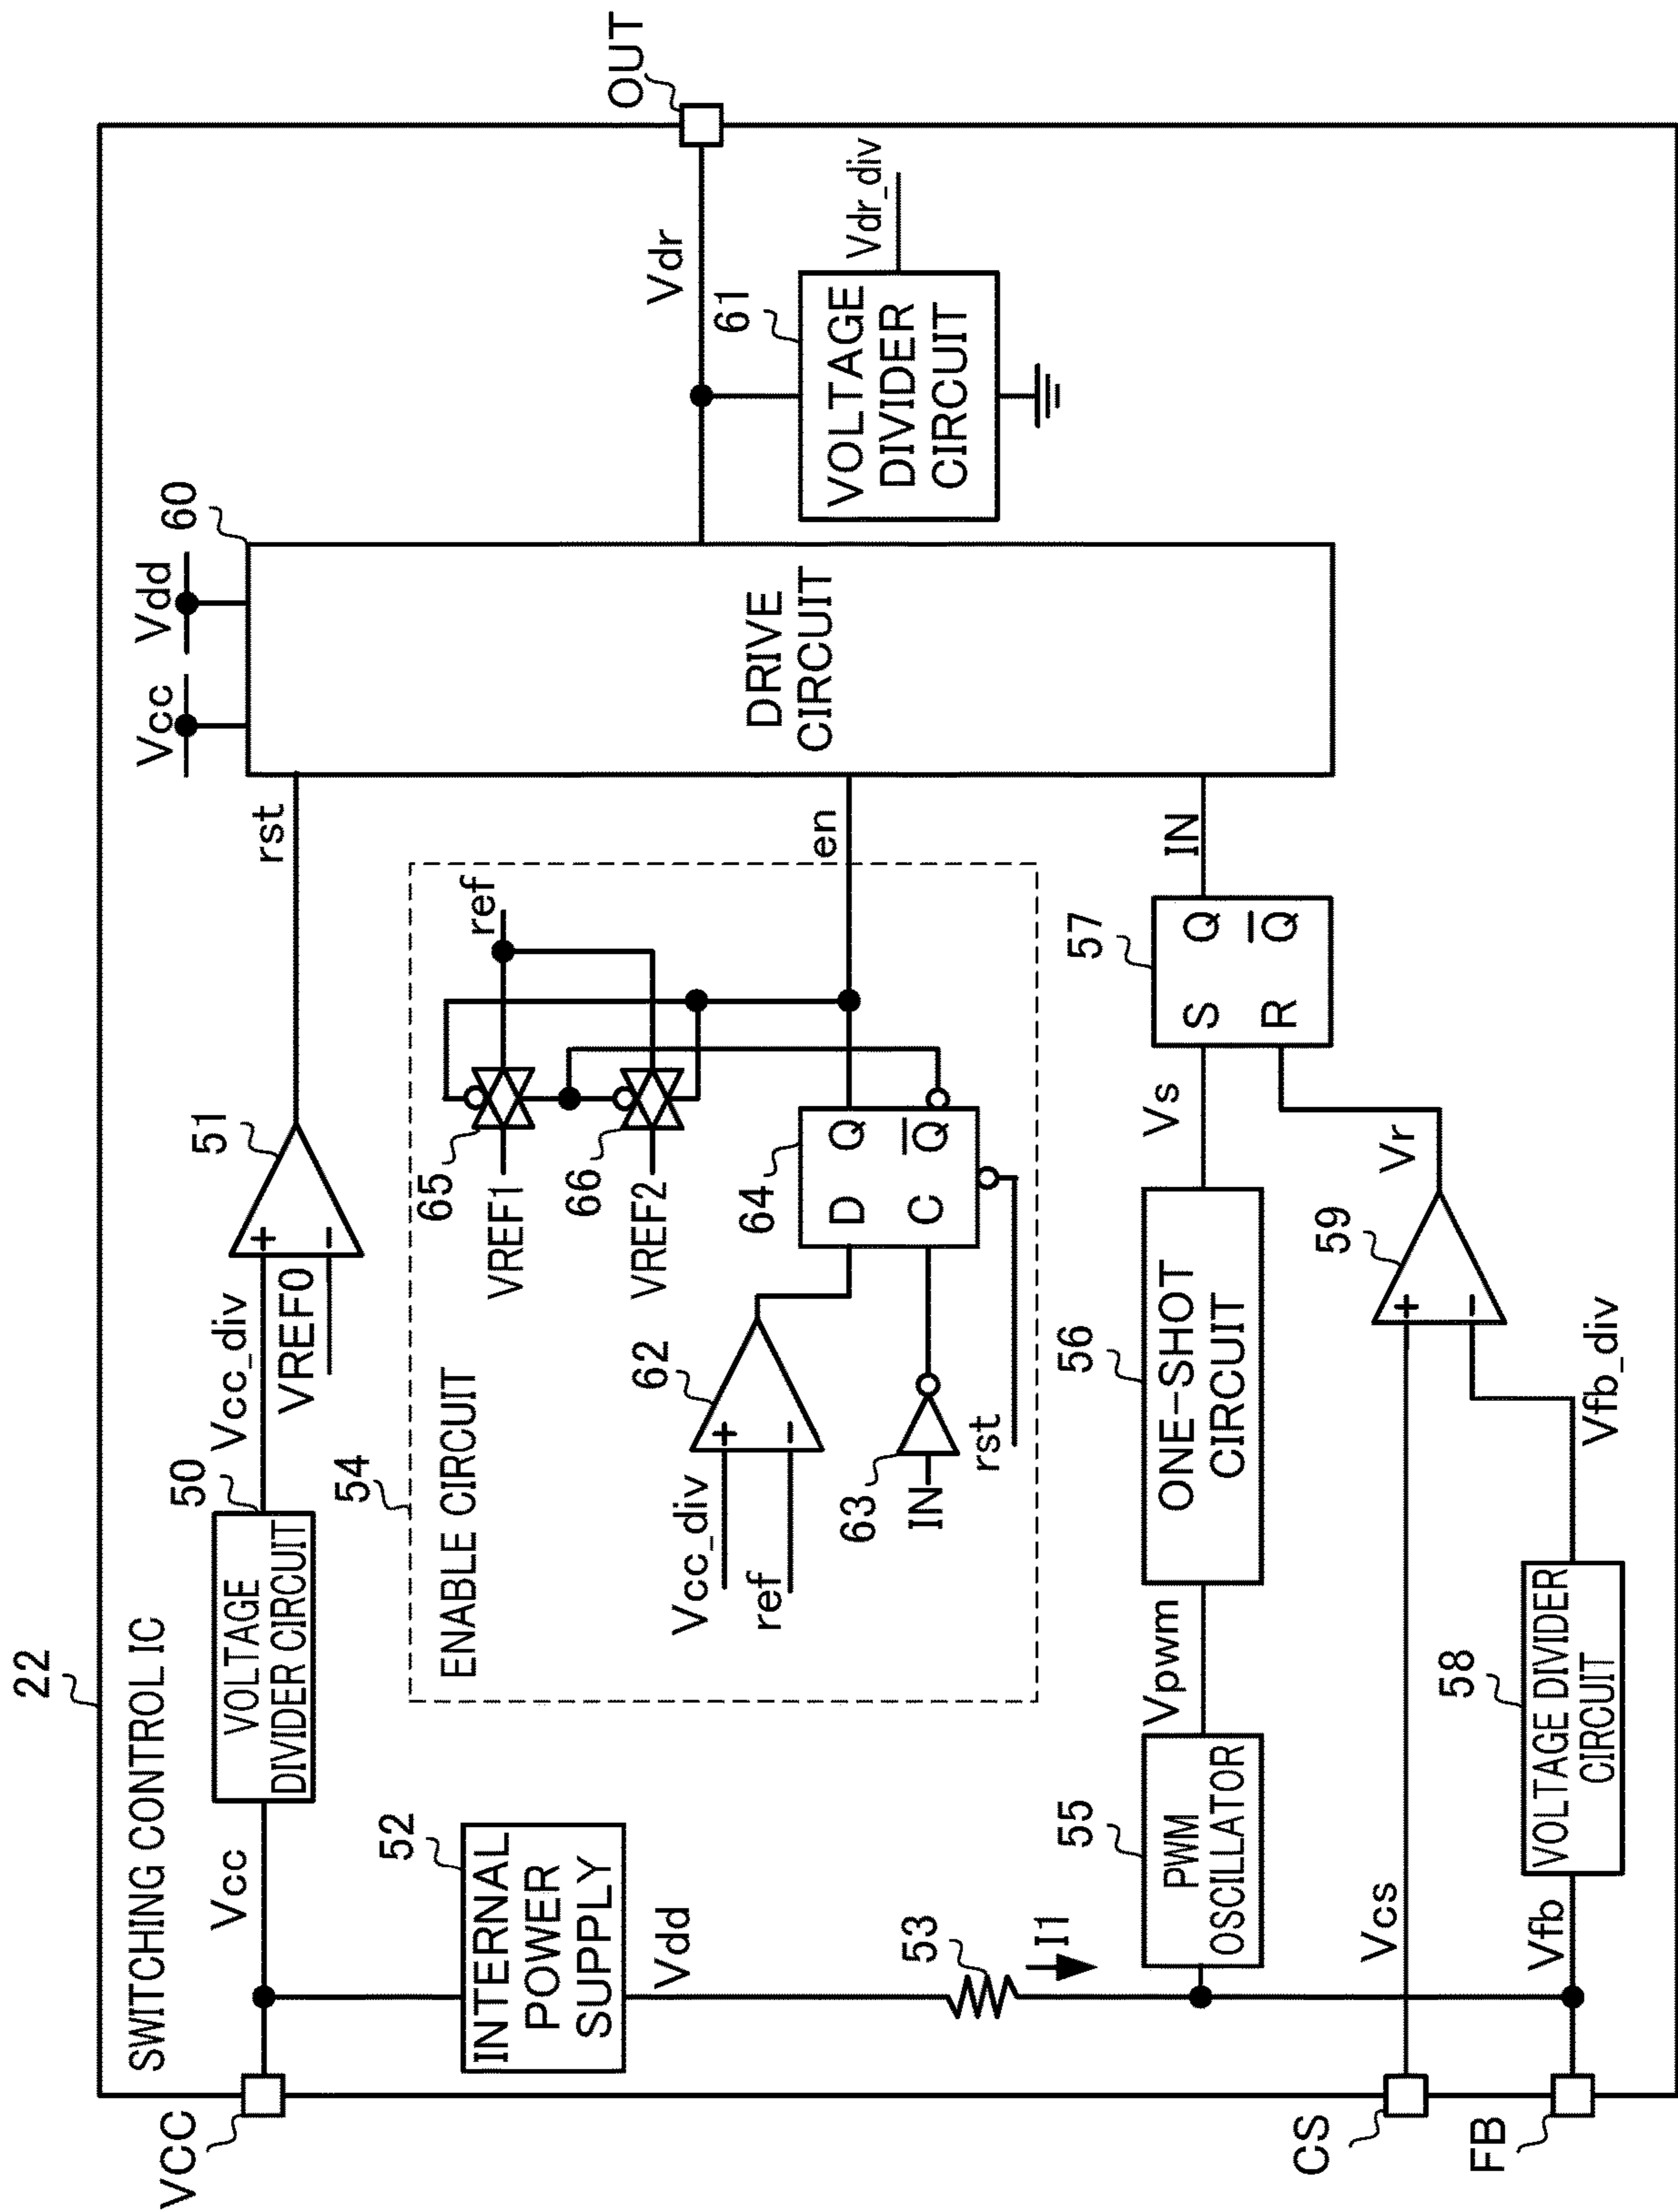 22
SWITCHING CONTROL IC
VCC
Vcc
50
VOLTAGE
DIVIDER CIRCUIT
Vcc_div
VREF0
+
-
51
rst
Vcc
Vdd
60
DRIVE
CIRCUIT
52
INTERNAL
POWER
SUPPLY
Vdd
53
I1
54
ENABLE CIRCUIT
65
VREF1
66
VREF2
ref
Vcc_div
ref
62
+
-
63
IN
rst
64
D Q
C Q
en
Vdr
OUT
61
VOLTAGE
DIVIDER
CIRCUIT
Vdr_div
55
PWM
OSCILLATOR
Vpwm
56
ONE-SHOT
CIRCUIT
Vs
57
S Q
R Q
IN
CS
Vcs
59
+
-
Vr
FB
Vfb
58
VOLTAGE DIVIDER
CIRCUIT
Vfb_div